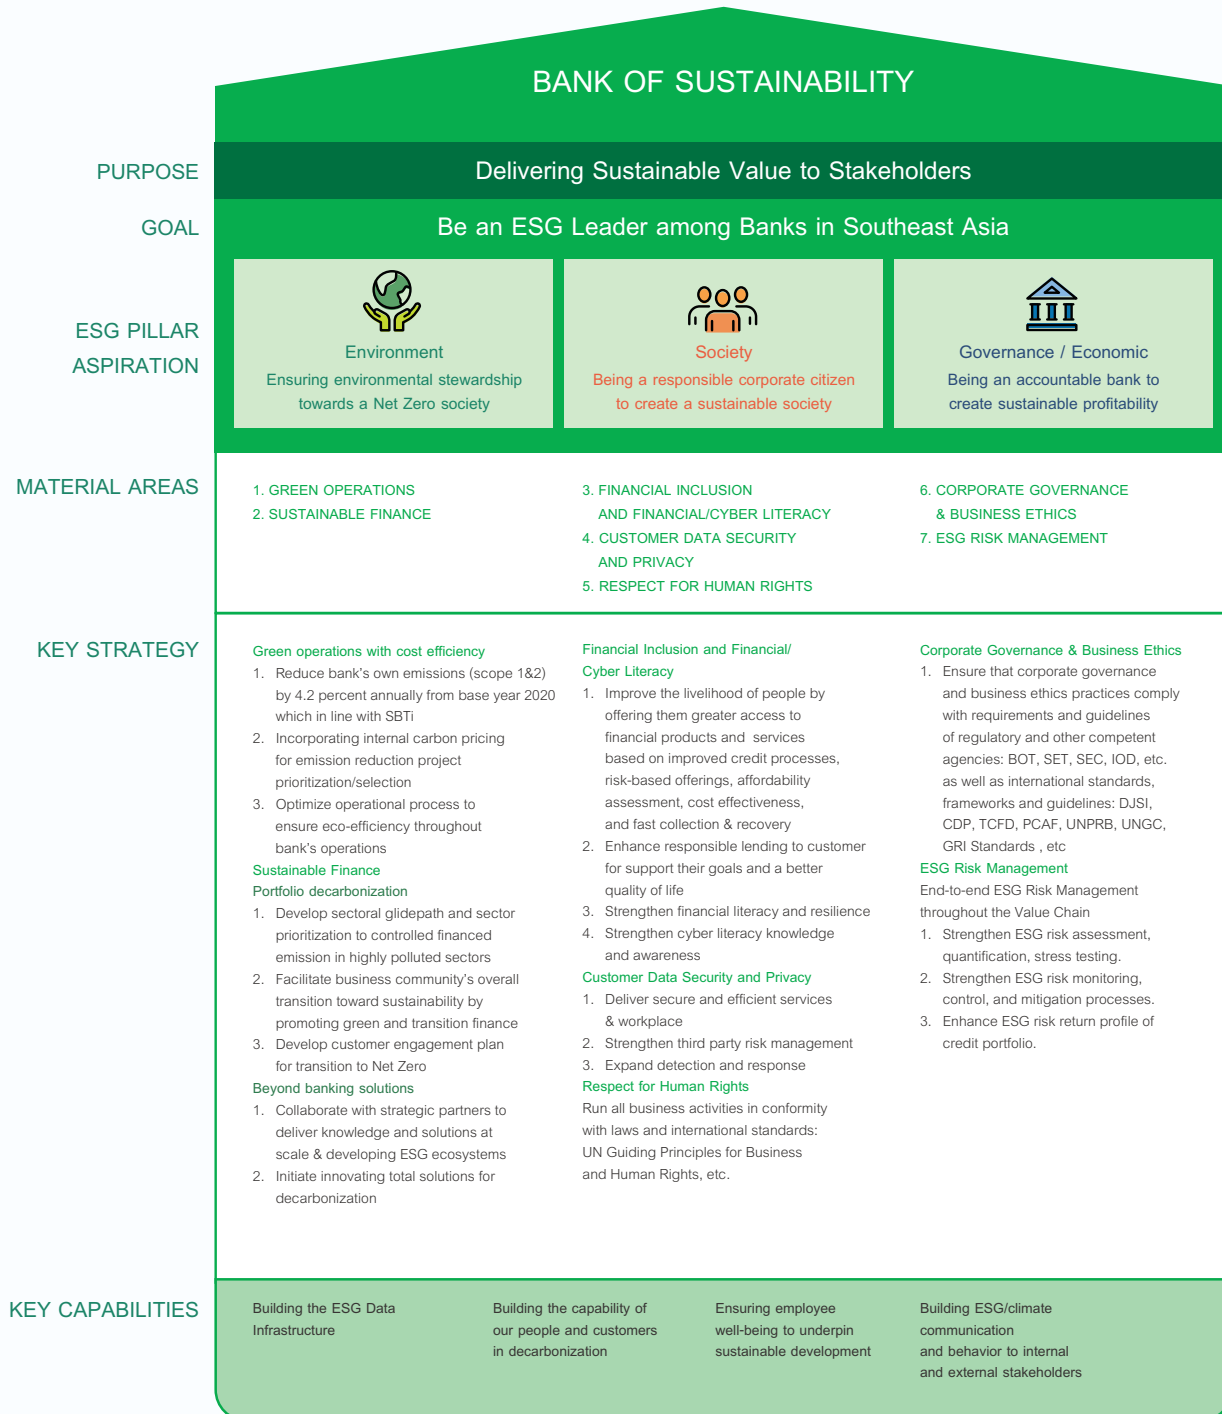 BANK OF SUSTAINABILITY
PURPOSE
Delivering Sustainable Value to Stakeholders
GOAL
Be an ESG Leader among Banks in Southeast Asia
ESG PILLAR
ASPIRATION
Environment
Ensuring environmental stewardship
towards a Net Zero society
Society
Being a responsible corporate citizen
to create a sustainable society
Governance / Economic
Being an accountable bank to
create sustainable profitability
MATERIAL AREAS
1. GREEN OPERATIONS
2. SUSTAINABLE FINANCE
3. FINANCIAL INCLUSION
AND FINANCIAL/CYBER LITERACY
4. CUSTOMER DATA SECURITY
AND PRIVACY
5. RESPECT FOR HUMAN RIGHTS
6. CORPORATE GOVERNANCE
& BUSINESS ETHICS
7. ESG RISK MANAGEMENT
KEY STRATEGY
Green operations with cost efficiency
1. Reduce bank's own emissions (scope 1&2)
by 4.2 percent annually from base year 2020
which in line with SBTi
2. Incorporating internal carbon pricing
for emission reduction project
prioritization/selection
3. Optimize operational process to
ensure eco-efficiency throughout
bank's operations
Sustainable Finance
Portfolio decarbonization
1. Develop sectoral glidepath and sector
prioritization to controlled financed
emission in highly polluted sectors
2. Facilitate business community's overall
transition toward sustainability by
promoting green and transition finance
3. Develop customer engagement plan
for transition to Net Zero
Beyond banking solutions
1. Collaborate with strategic partners to
deliver knowledge and solutions at
scale & developing ESG ecosystems
2. Initiate innovating total solutions for
decarbonization
Financial Inclusion and Financial/
Cyber Literacy
1. Improve the livelihood of people by
offering them greater access to
financial products and services
based on improved credit processes,
risk-based offerings, affordability
assessment, cost effectiveness,
and fast collection & recovery
2. Enhance responsible lending to customer
for support their goals and a better
quality of life
3. Strengthen financial literacy and resilience
4. Strengthen cyber literacy knowledge
and awareness
Customer Data Security and Privacy
1. Deliver secure and efficient services
& workplace
2. Strengthen third party risk management
3. Expand detection and response
Respect for Human Rights
Run all business activities in conformity
with laws and international standards:
UN Guiding Principles for Business
and Human Rights, etc.
Corporate Governance & Business Ethics
1. Ensure that corporate governance
and business ethics practices comply
with requirements and guidelines
of regulatory and other competent
agencies: BOT, SET, SEC, IOD, etc.
as well as international standards,
frameworks and guidelines: DJSI,
CDP, TCFD, PCAF, UNPRB, UNGC,
GRI Standards , etc
ESG Risk Management
End-to-end ESG Risk Management
throughout the Value Chain
1. Strengthen ESG risk assessment,
quantification, stress testing.
2. Strengthen ESG risk monitoring,
control, and mitigation processes.
3. Enhance ESG risk return profile of
credit portfolio.
KEY CAPABILITIES
Building the ESG Data
Infrastructure
Building the capability of
our people and customers
in decarbonization
Ensuring employee
well-being to underpin
sustainable development
Building ESG/climate
communication
and behavior to internal
and external stakeholders